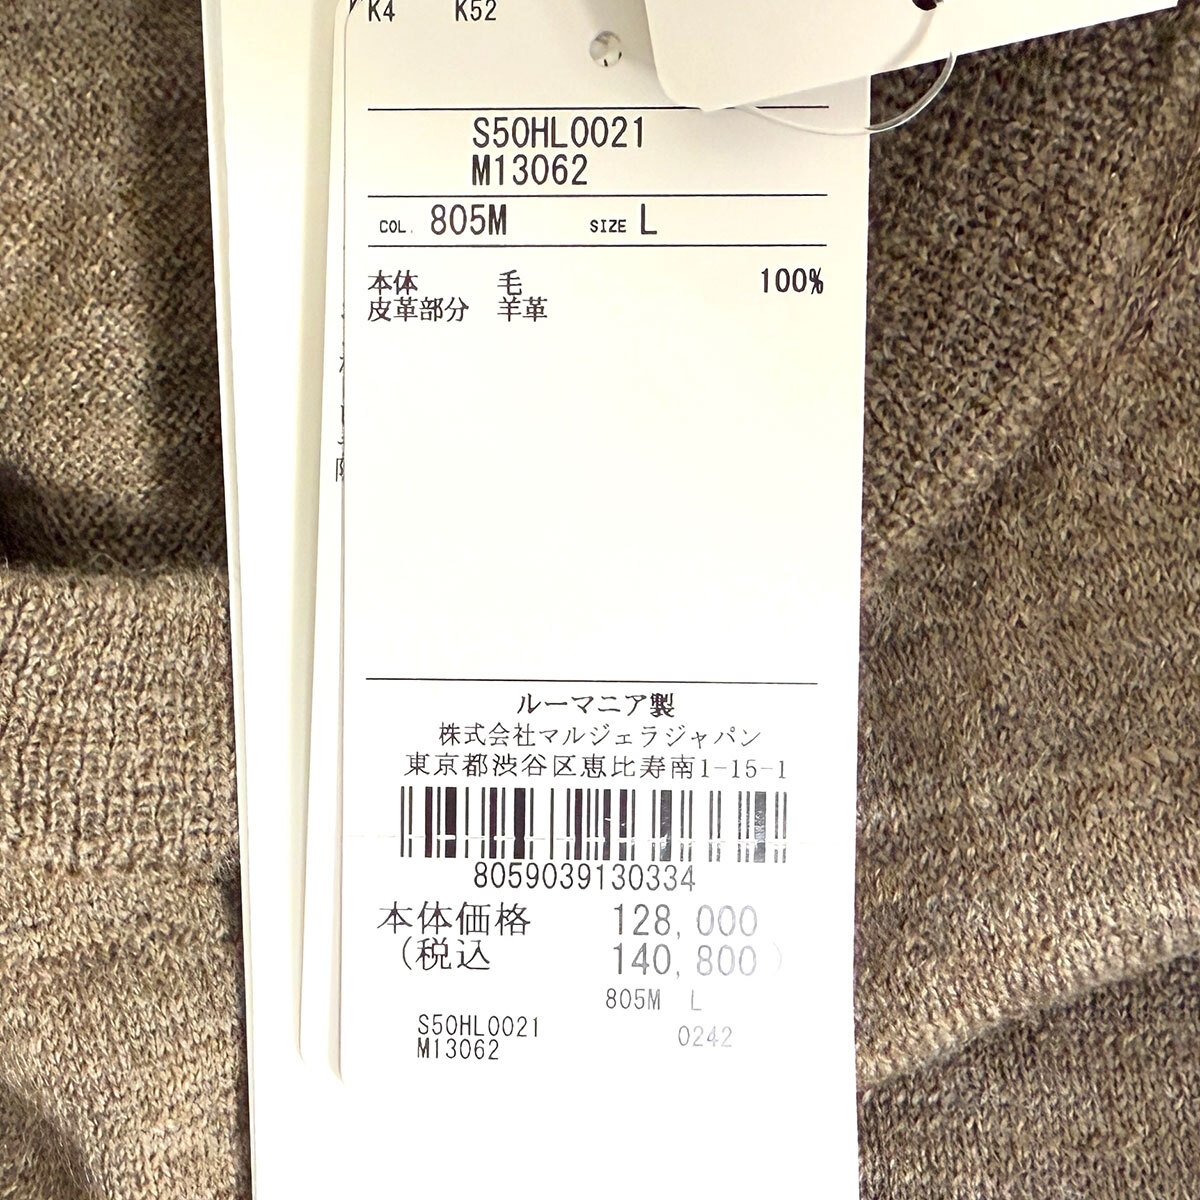 K4 K52
S50HL0021
M13062
COL. 805M SIZE L
本体 毛 100%
皮革部分 羊革
ルーマニア製
株式会社マルジェラジャパン
東京都渋谷区恵比寿南1-15-1
8059039130334
本体価格 128,000
(税込 140,800)
805M L
S50HL0021
M13062
0242